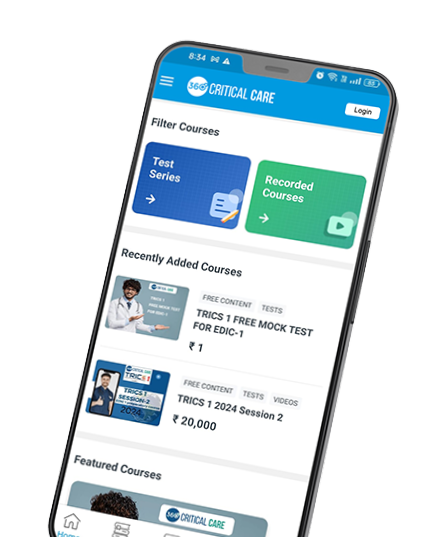 8:34
360 CRITICAL CARE
Login
Filter Courses
Test
Series
Recorded
Courses
Recently Added Courses
TRICS 1
FREE MOCK TEST
FOR EDIC-1
FREE CONTENT TESTS
TRICS 1 FREE MOCK TEST
FOR EDIC-1
₹ 1
TRICS 1
TRICS 1
SESSION-2
2024
FREE CONTENT TESTS VIDEOS
TRICS 1 2024 Session 2
₹ 20,000
Featured Courses
360 CRITICAL CARE
Home